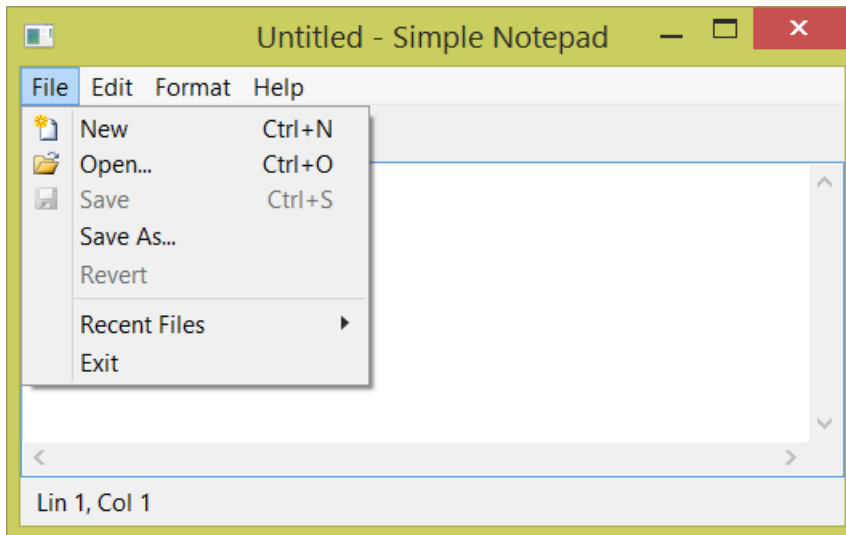 Untitled - Simple Notepad
File Edit Format Help
New Ctrl+N
Open... Ctrl+O
Save Ctrl+S
Save As...
Revert
Recent Files
Exit
Lin 1, Col 1